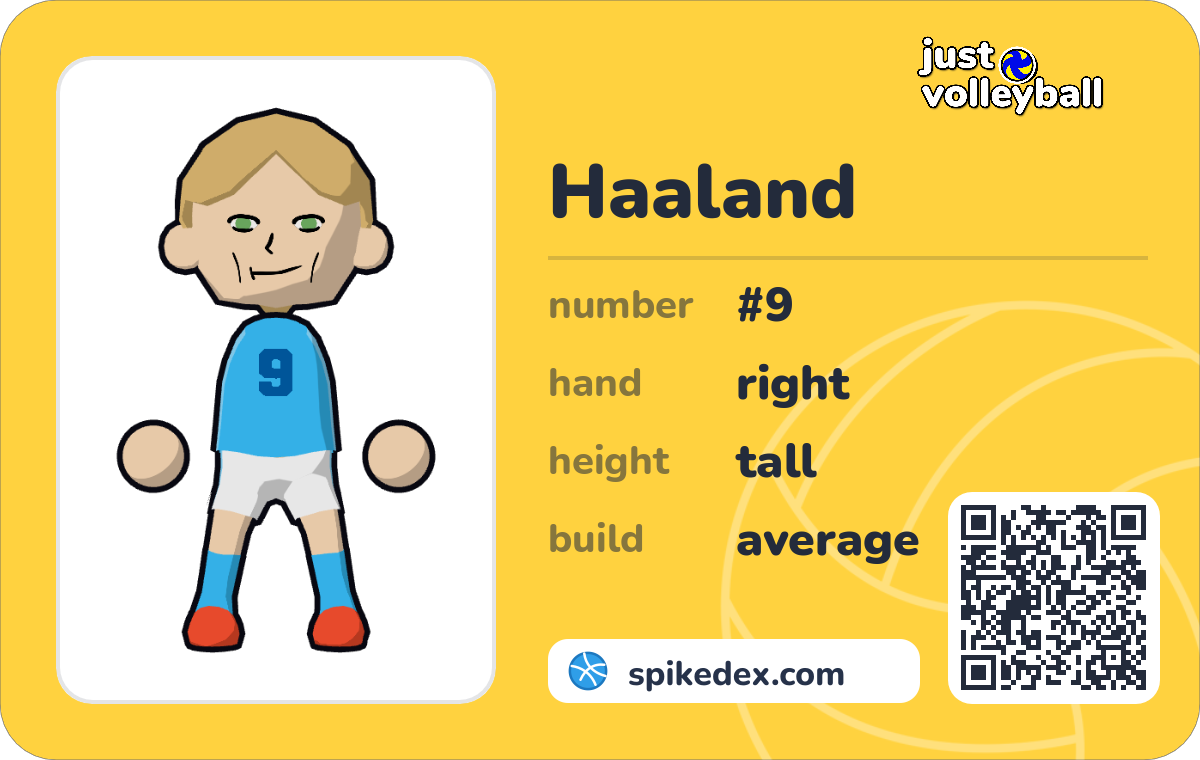 just
volleyball
Haaland
number #9
hand right
height tall
build average
9
spikedex.com